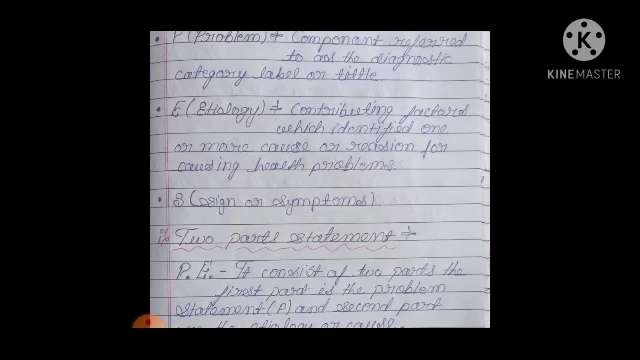 • P (Problem) ÷ Component referred
to as the diagnostic
category label or tittle.
• E (Etiology) ÷ Contributing factors
which identified one
or more cause or reasion for
causing health problems.
• S (Sign or Symptoms)
Two parts statement ÷
P.E. - It consist of two parts the
first part is the problem
statement (P) and second part
KINEMASTER